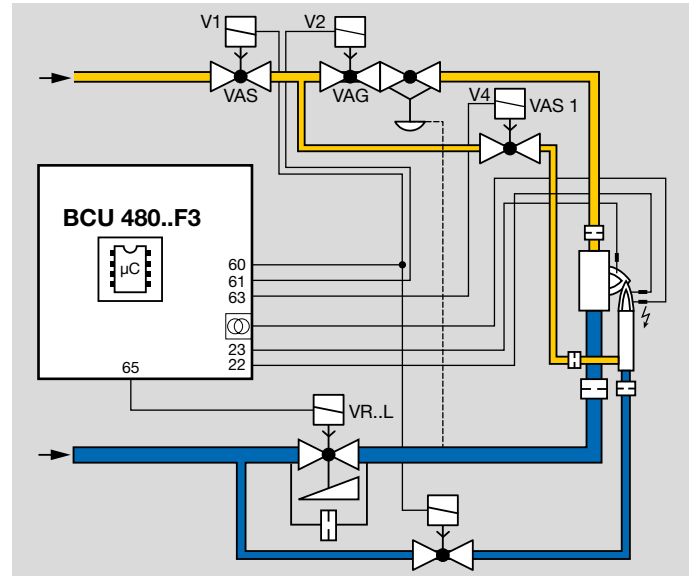 V1
V2
VAS
VAG
V4
VAS 1
BCU 480..F3
µC
60
61
63
23
22
65
VR..L